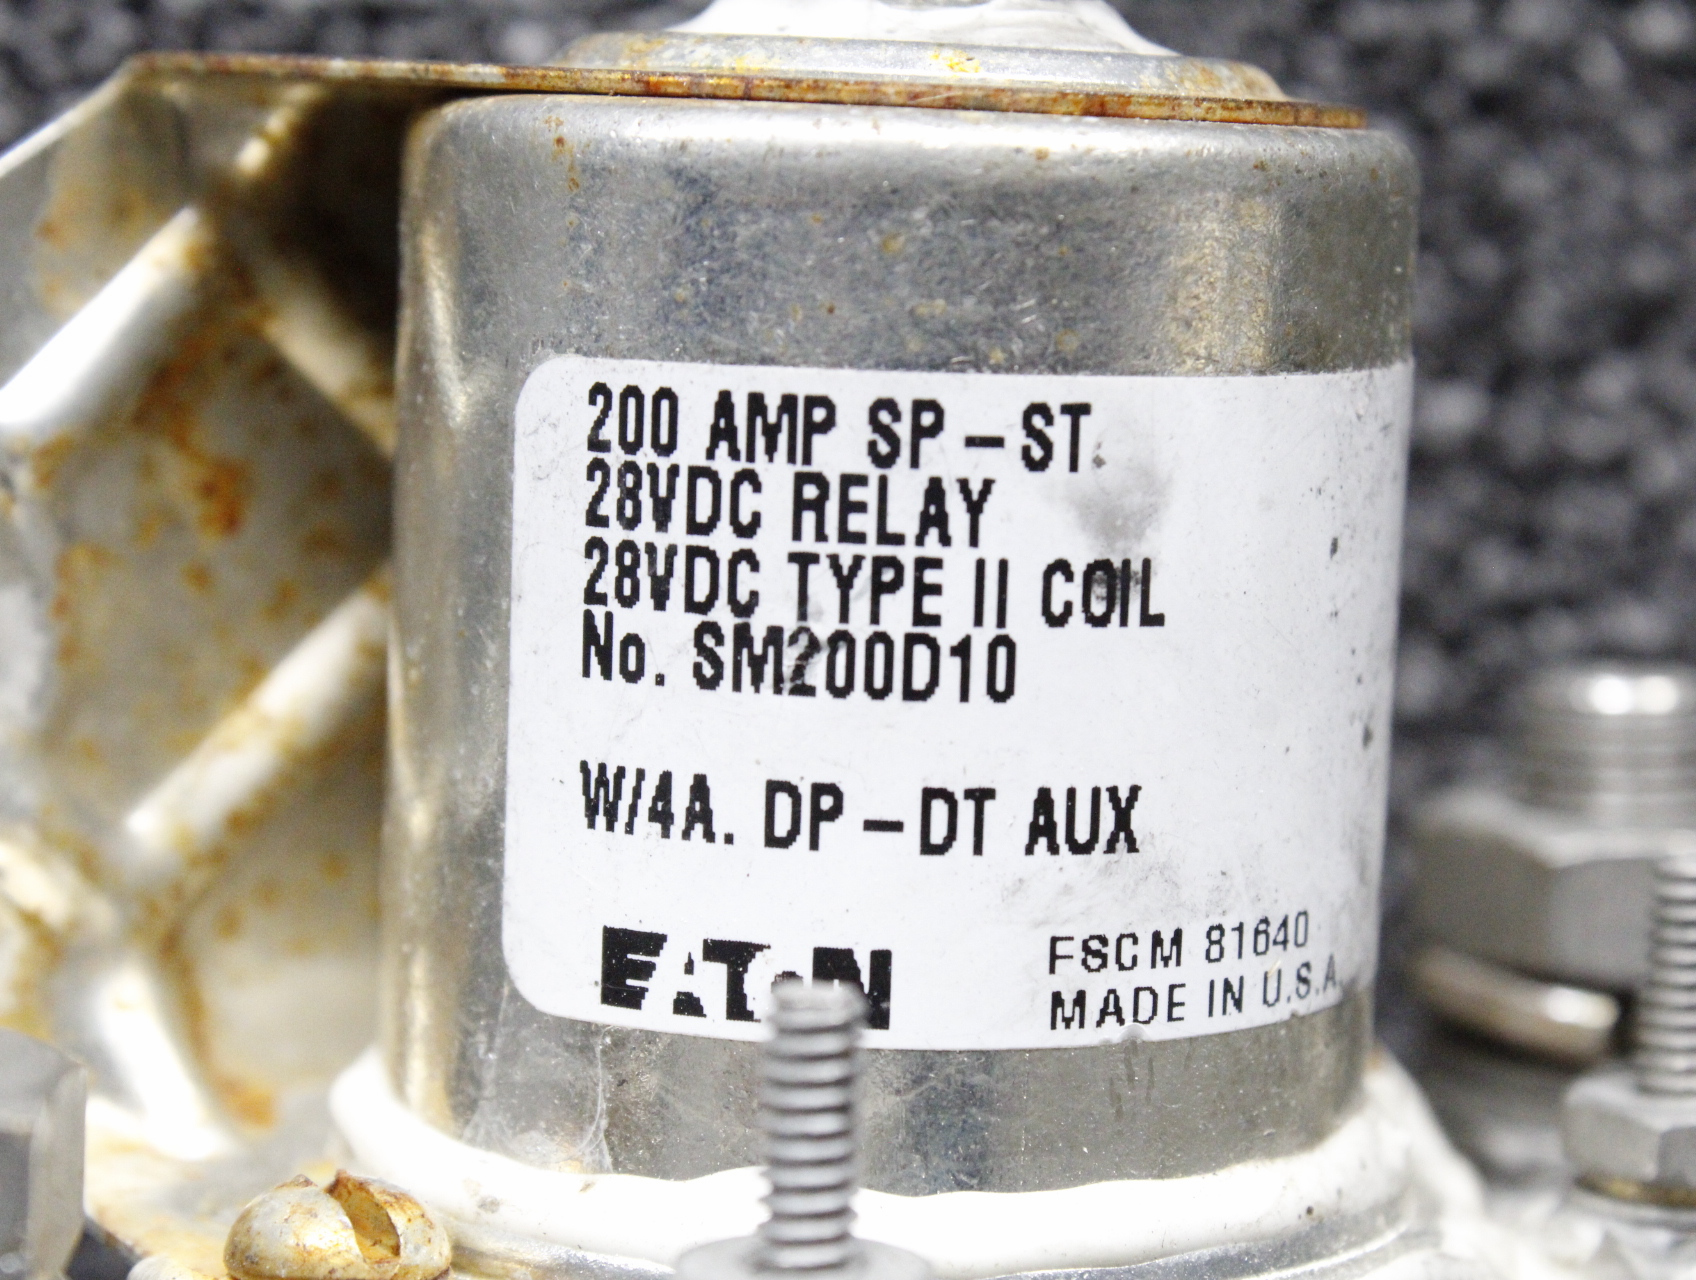 200 AMP SP-ST
28VDC RELAY
28VDC TYPE II COIL
No. SM200D10
W/4A. DP-DT AUX
EATON
FSCM 81640
MADE IN U.S.A.